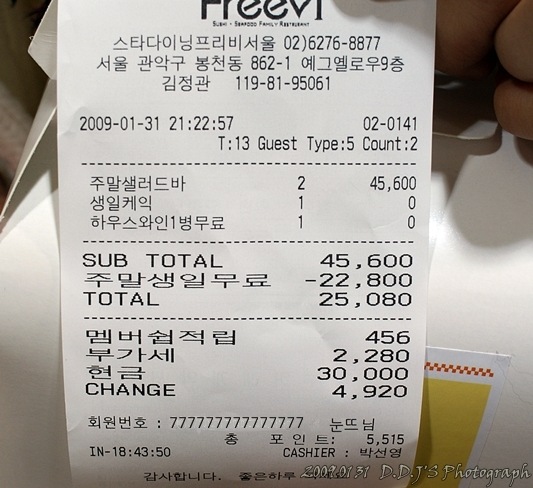 Freevi
SUSHI · SEAFOOD FAMILY RESTAURANT
스타다이닝프리비서울 02)6276-8877
서울 관악구 봉천동 862-1 예그옐로우9층
김정관 119-81-95061
2009-01-31 21:22:57 02-0141
T:13 Guest Type:5 Count:2
주말샐러드바 2 45,600
생일케익 1 0
하우스와인1병무료 1 0
SUB TOTAL 45,600
주말생일무료 -22,800
TOTAL 25,080
멤버쉽적립 456
부가세 2,280
현금 30,000
CHANGE 4,920
회원번호 : 777777777777777 눈뜨님
총 포 인 트: 5,515
IN-18:43:50 CASHIER : 박선영
감사합니다. 좋은하루
2009.01.31 D.D.J'S Photograph